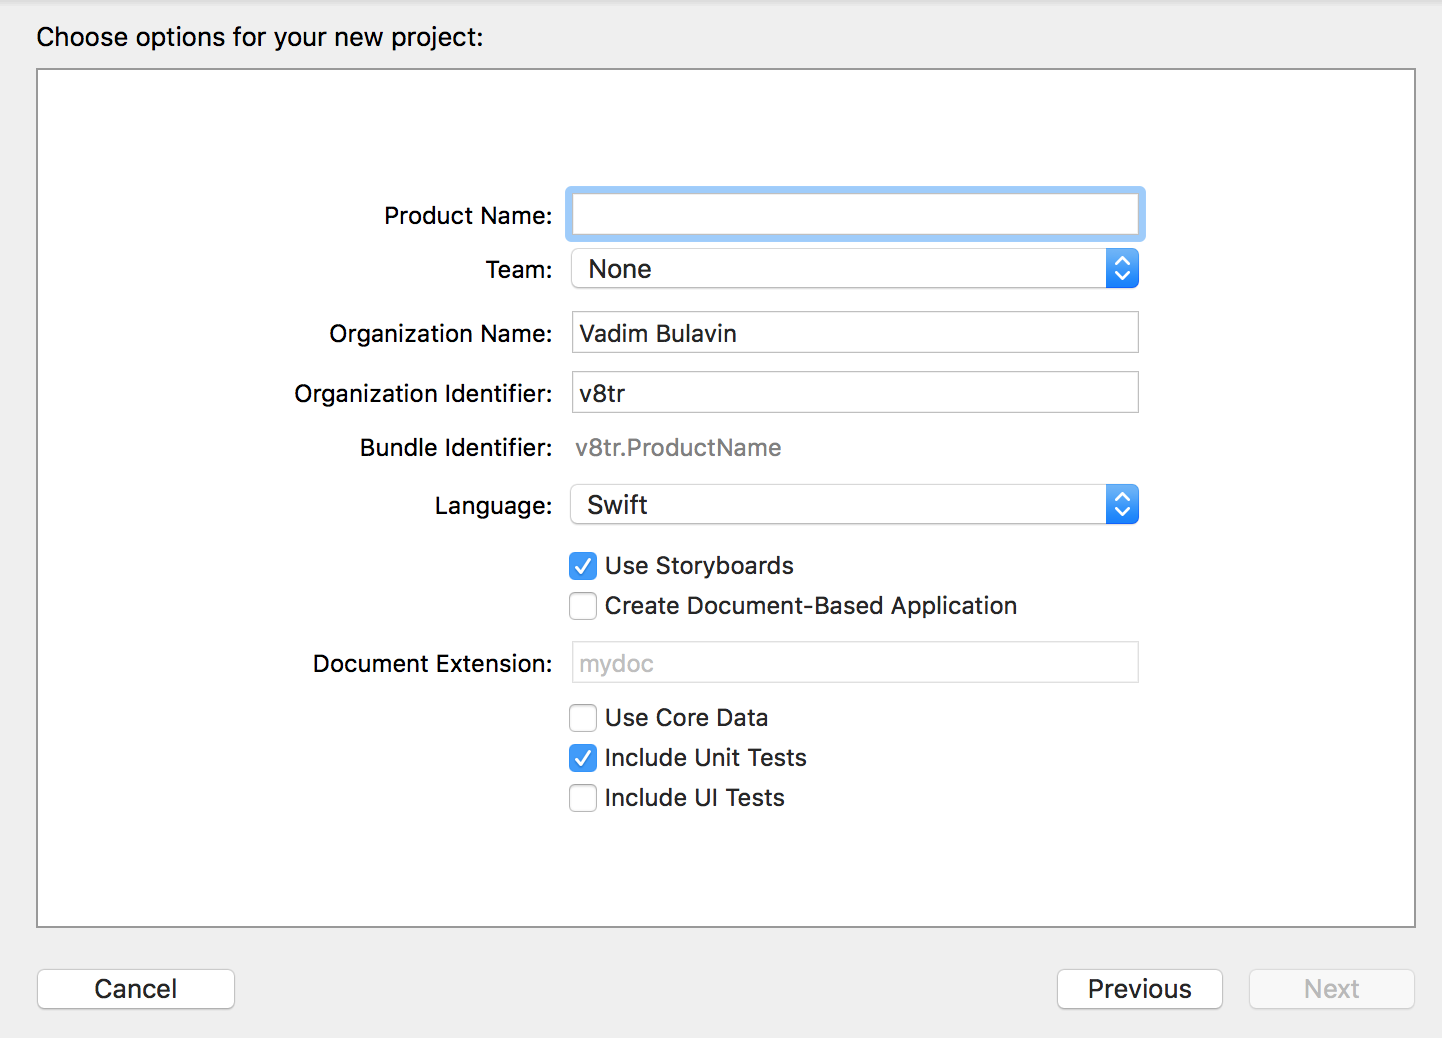 Choose options for your new project:
Product Name:
Team: None
Organization Name: Vadim Bulavin
Organization Identifier: v8tr
Bundle Identifier: v8tr.ProductName
Language: Swift
Use Storyboards
Create Document-Based Application
Document Extension: mydoc
Use Core Data
Include Unit Tests
Include UI Tests
Cancel Previous Next